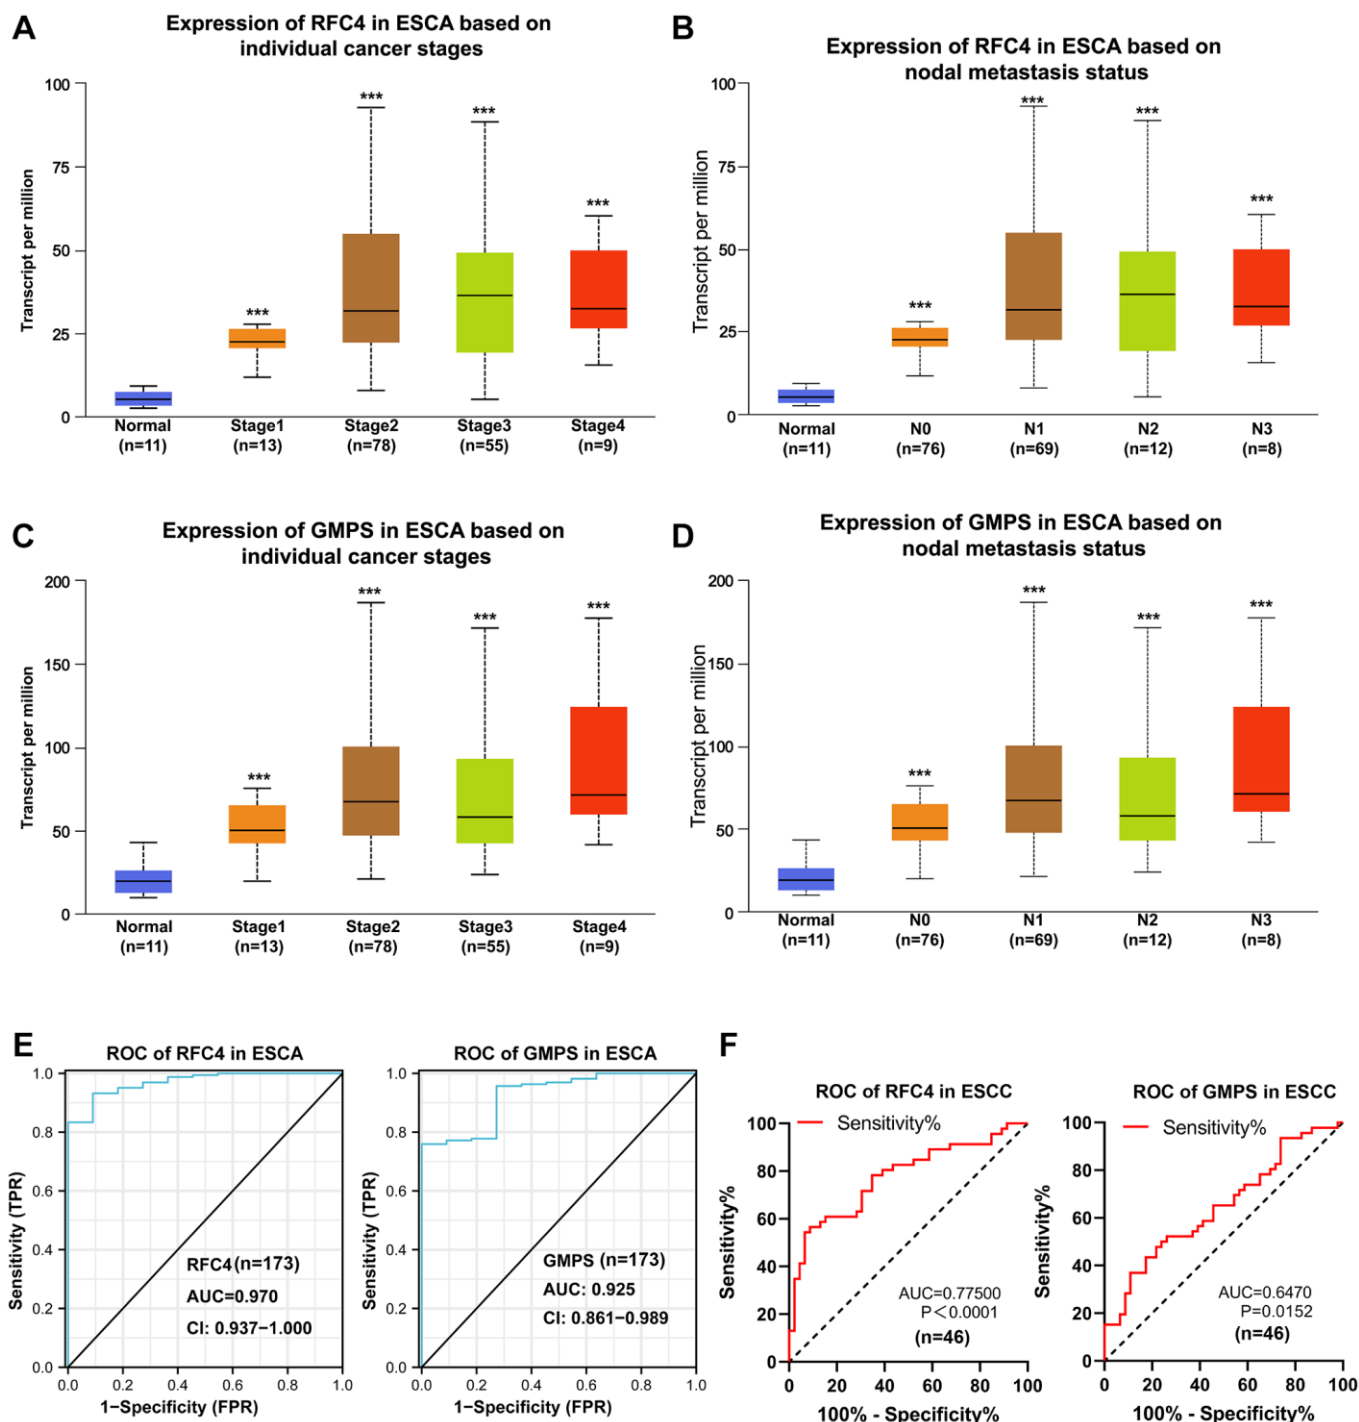 A
Expression of RFC4 in ESCA based on
individual cancer stages
Transcript per million
100
75
50
25
0
***
***
***
***
Normal
(n=11)
Stage1
(n=13)
Stage2
(n=78)
Stage3
(n=55)
Stage4
(n=9)
B
Expression of RFC4 in ESCA based on
nodal metastasis status
Transcript per million
100
75
50
25
0
***
***
***
***
Normal
(n=11)
N0
(n=76)
N1
(n=69)
N2
(n=12)
N3
(n=8)
C
Expression of GMPS in ESCA based on
individual cancer stages
Transcript per million
200
150
100
50
0
***
***
***
***
Normal
(n=11)
Stage1
(n=13)
Stage2
(n=78)
Stage3
(n=55)
Stage4
(n=9)
D
Expression of GMPS in ESCA based on
nodal metastasis status
Transcript per million
200
150
100
50
0
***
***
***
***
Normal
(n=11)
N0
(n=76)
N1
(n=69)
N2
(n=12)
N3
(n=8)
E
ROC of RFC4 in ESCA
Sensitivity (TPR)
1.0
0.8
0.6
0.4
0.2
0.0
RFC4 (n=173)
AUC=0.970
CI: 0.937−1.000
0.0 0.2 0.4 0.6 0.8 1.0
1−Specificity (FPR)
ROC of GMPS in ESCA
Sensitivity (TPR)
1.0
0.8
0.6
0.4
0.2
0.0
GMPS (n=173)
AUC: 0.925
CI: 0.861−0.989
0.0 0.2 0.4 0.6 0.8 1.0
1−Specificity (FPR)
F
ROC of RFC4 in ESCC
Sensitivity%
Sensitivity%
100
80
60
40
20
0
AUC=0.77500
P<0.0001
(n=46)
0 20 40 60 80 100
100% - Specificity%
ROC of GMPS in ESCC
Sensitivity%
Sensitivity%
100
80
60
40
20
0
AUC=0.6470
P=0.0152
(n=46)
0 20 40 60 80 100
100% - Specificity%